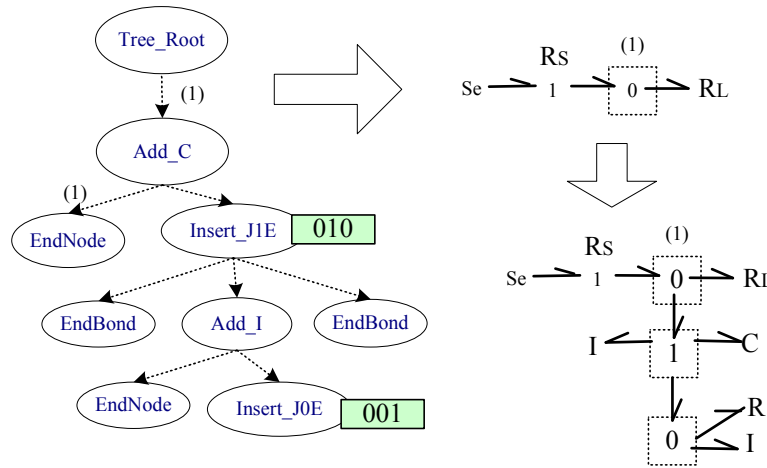 Tree_Root
(1)
Add_C
(1)
EndNode
Insert_J1E
010
EndBond
Add_I
EndBond
EndNode
Insert_J0E
001
RS
(1)
Se
1
0
RL
RS
(1)
Se
1
0
RL
I
1
C
0
R
I